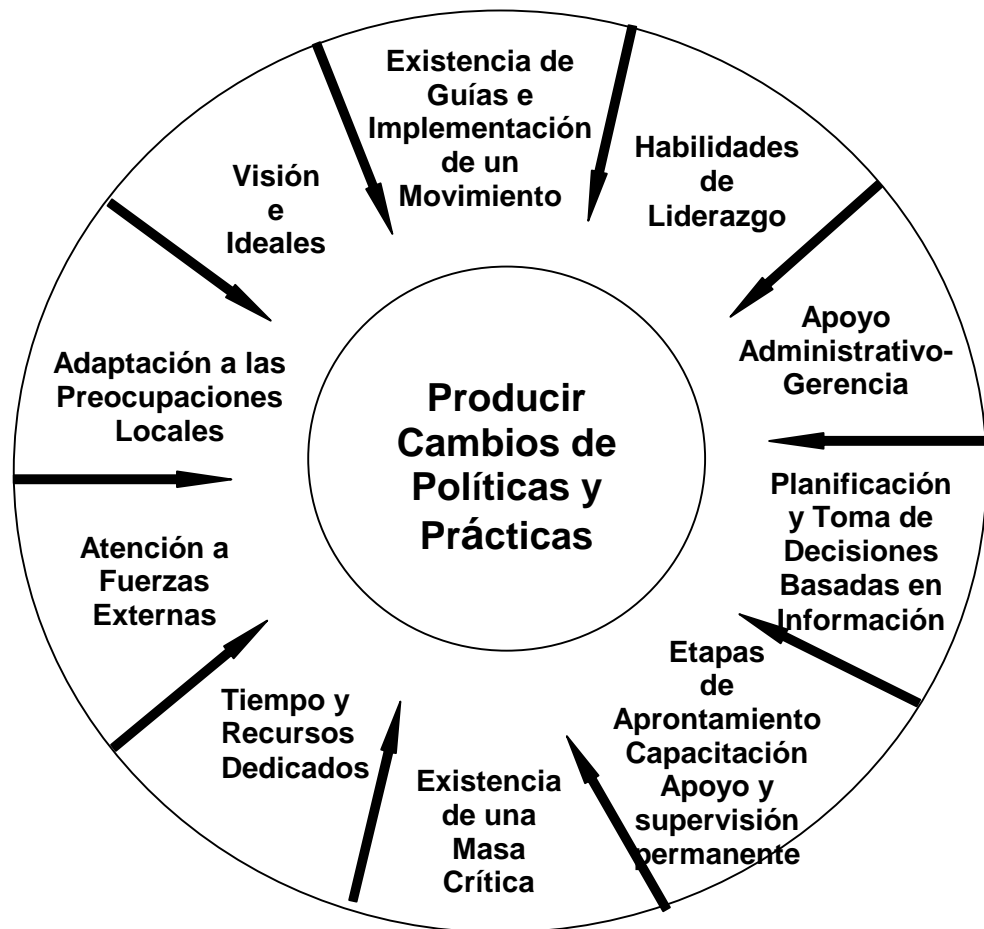 Existencia de
Guías e
Implementación
de un
Movimiento
Habilidades
de
Liderazgo
Apoyo
Administrativo-
Gerencia
Planificación
y Toma de
Decisiones
Basadas en
Información
Etapas
de
Aprontamiento
Capacitación
Apoyo y
supervisión
permanente
Existencia
de una
Masa
Crítica
Tiempo y
Recursos
Dedicados
Atención a
Fuerzas
Externas
Adaptación a las
Preocupaciones
Locales
Visión
e
Ideales
Producir
Cambios de
Políticas y
Prácticas